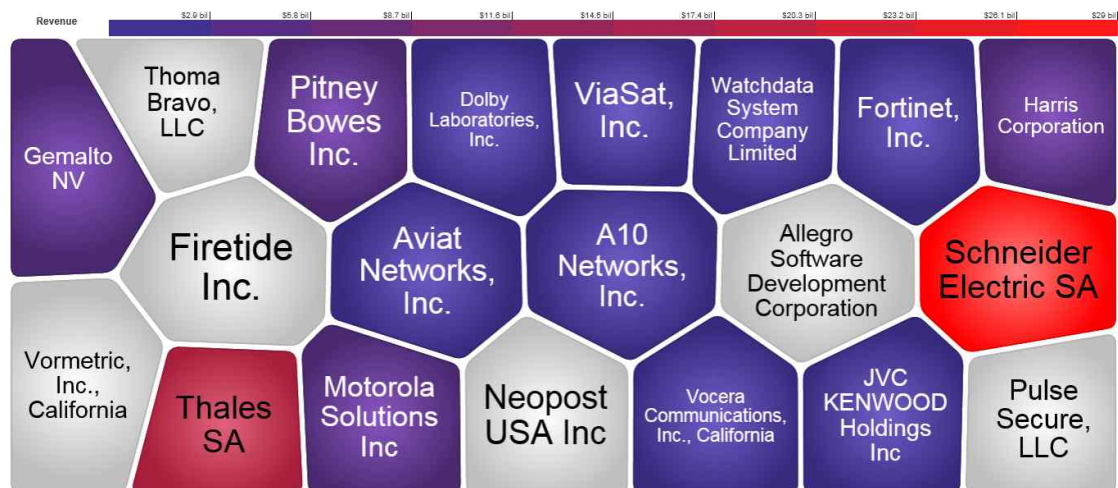 Revenue
$2.9 bil
$5.8 bil
$8.7 bil
$11.6 bil
$14.5 bil
$17.4 bil
$20.3 bil
$23.2 bil
$26.1 bil
$29 bil
Gemalto
NV
Thoma
Bravo,
LLC
Pitney
Bowes
Inc.
Dolby
Laboratories,
Inc.
ViaSat,
Inc.
Watchdata
System
Company
Limited
Fortinet,
Inc.
Harris
Corporation
Firetide
Inc.
Aviat
Networks,
Inc.
A10
Networks,
Inc.
Allegro
Software
Development
Corporation
Schneider
Electric SA
Vormetric,
Inc.,
California
Thales
SA
Motorola
Solutions
Inc
Neopost
USA Inc
Vocera
Communications,
Inc., California
JVC
KENWOOD
Holdings
Inc
Pulse
Secure,
LLC